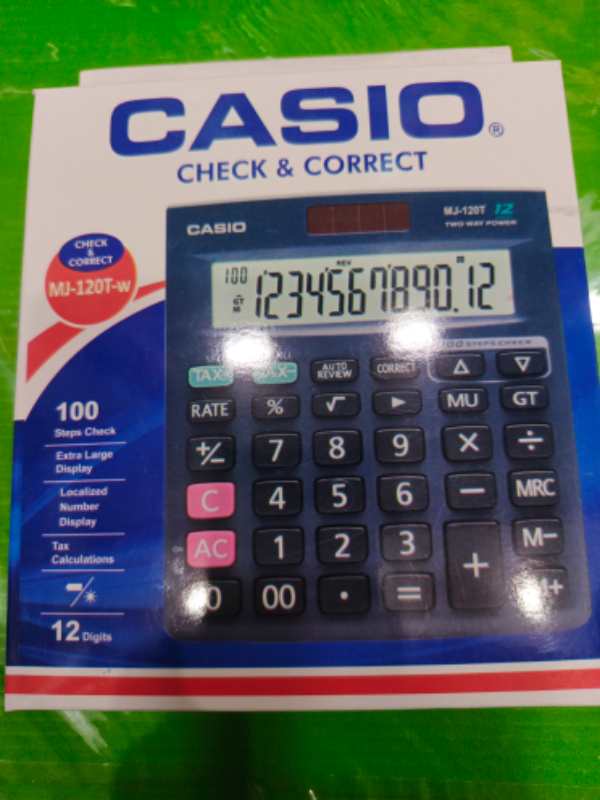 CASIO®
CHECK & CORRECT
CHECK
&
CORRECT
MJ-120T-w
CASIO
MJ-120T 12
TWO WAY POWER
REV
100
GT
M
1234567890.12
100 STEPS CHECK
TAX+ TAX− AUTO REVIEW CORRECT △ ▽
RATE % √ ▶ MU GT
+/− 7 8 9 × ÷
C 4 5 6 − MRC
AC 1 2 3 + M−
0 00 · = M+
100
Steps Check
Extra Large
Display
Localized
Number
Display
Tax
Calculations
12 Digits